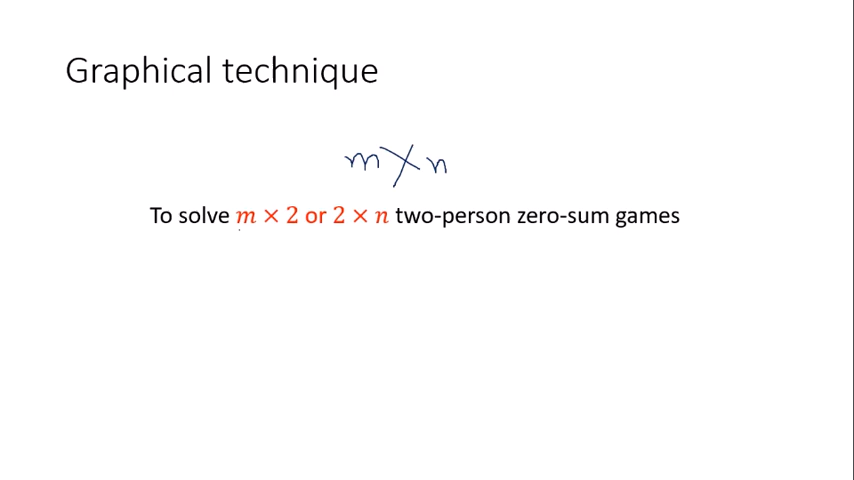 Graphical technique
m × n
To solve m × 2 or 2 × n two-person zero-sum games